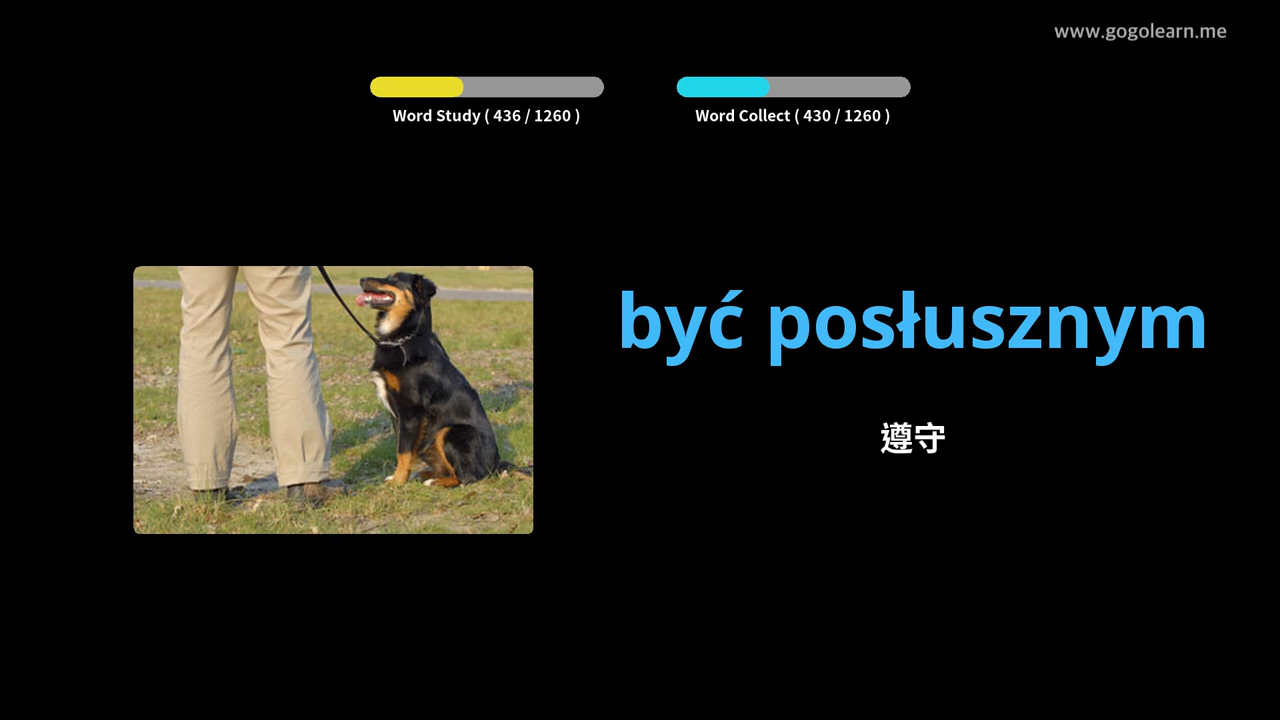 www.gogolearn.me
Word Study ( 436 / 1260 )
Word Collect ( 430 / 1260 )
być posłusznym
遵守